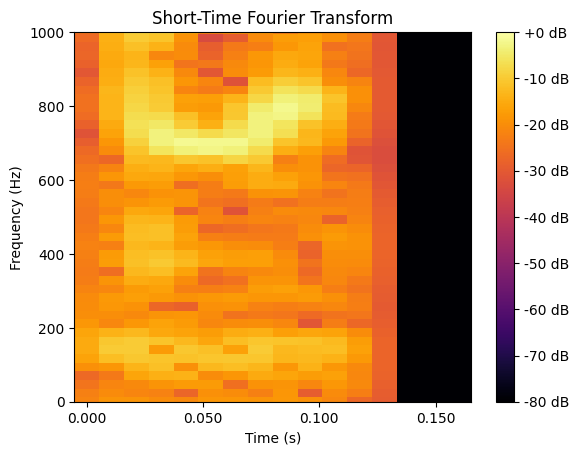 Short-Time Fourier Transform
1000
800
600
400
200
0
Frequency (Hz)
0.000
0.050
0.100
0.150
Time (s)
+0 dB
-10 dB
-20 dB
-30 dB
-40 dB
-50 dB
-60 dB
-70 dB
-80 dB